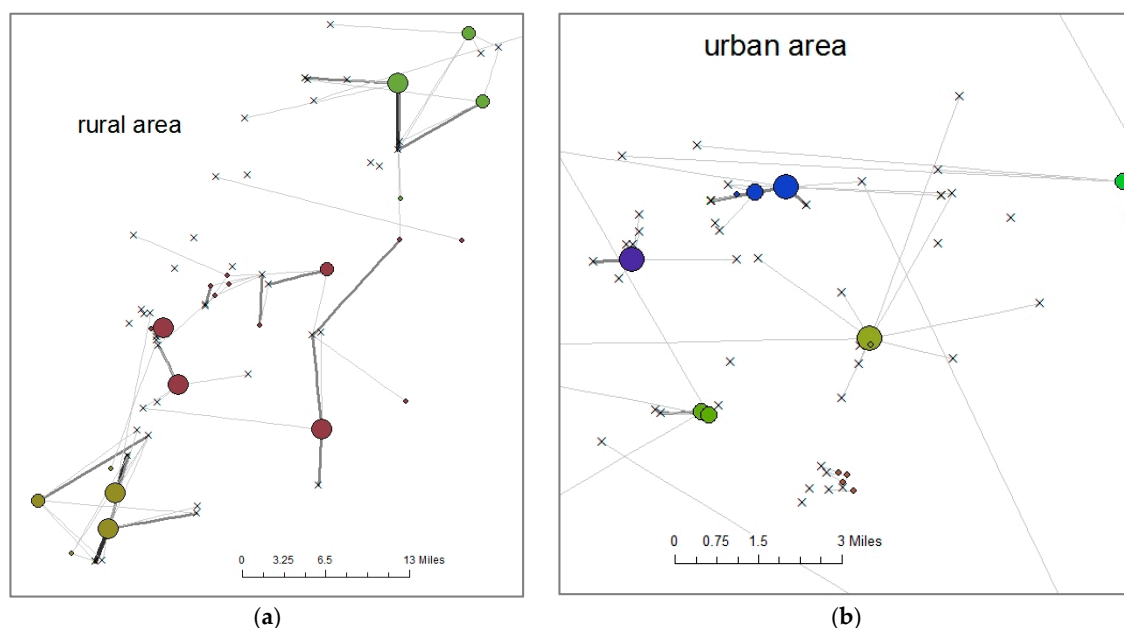 rural area
0 3.25 6.5 13 Miles
(a)
urban area
0 0.75 1.5 3 Miles
(b)